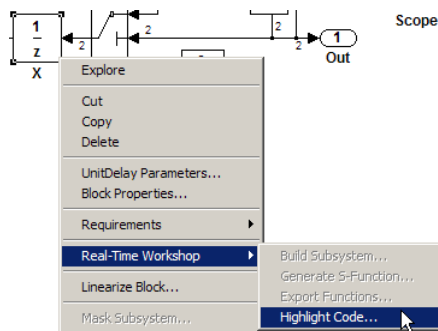 1
z
X
2
2
2
2
1
Out
Scope
Explore
Cut
Copy
Delete
UnitDelay Parameters...
Block Properties...
Requirements
Real-Time Workshop
Linearize Block...
Mask Subsystem...
Build Subsystem...
Generate S-Function...
Export Functions...
Highlight Code...